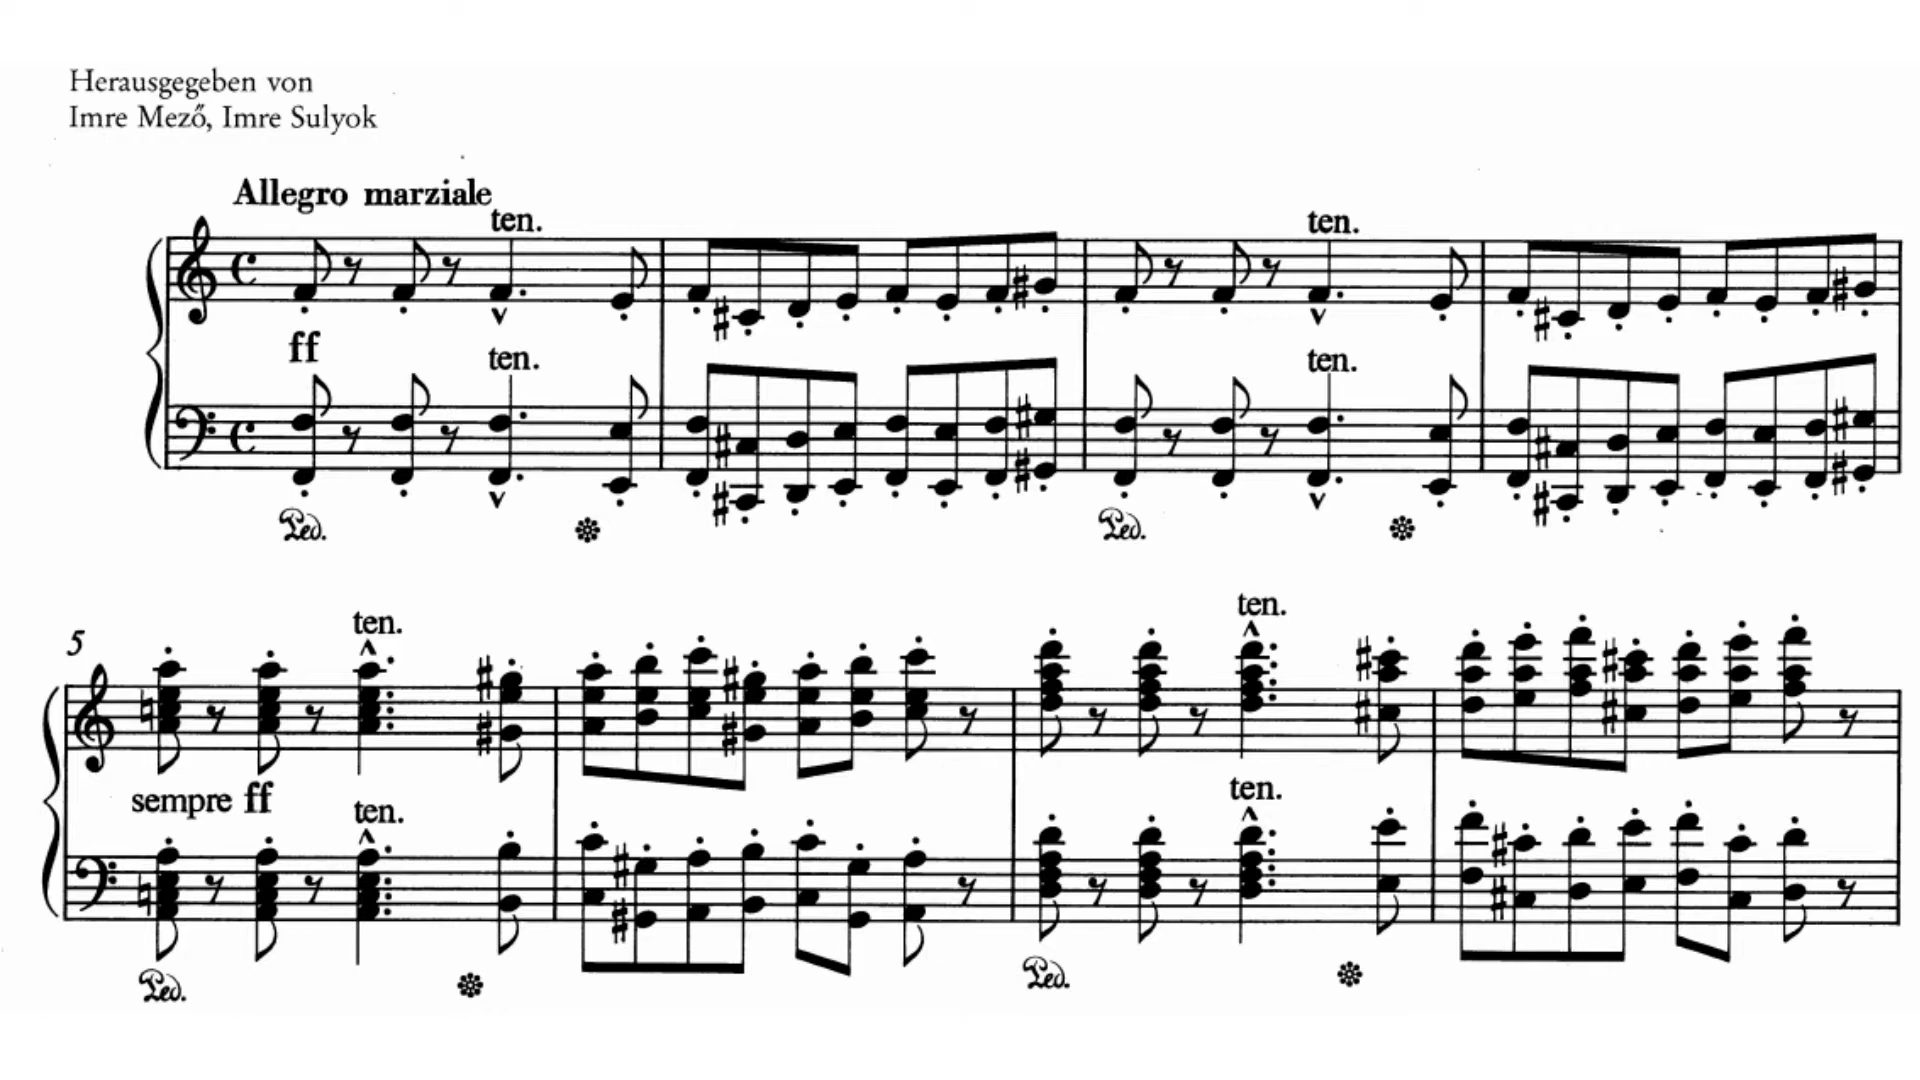 Herausgegeben von
Imre Mező, Imre Sulyok
Allegro marziale
ten. ten.
ff
ten. ten.
Ped. Ped.
5
ten. ten.
sempre ff
ten. ten.
Ped. Ped.